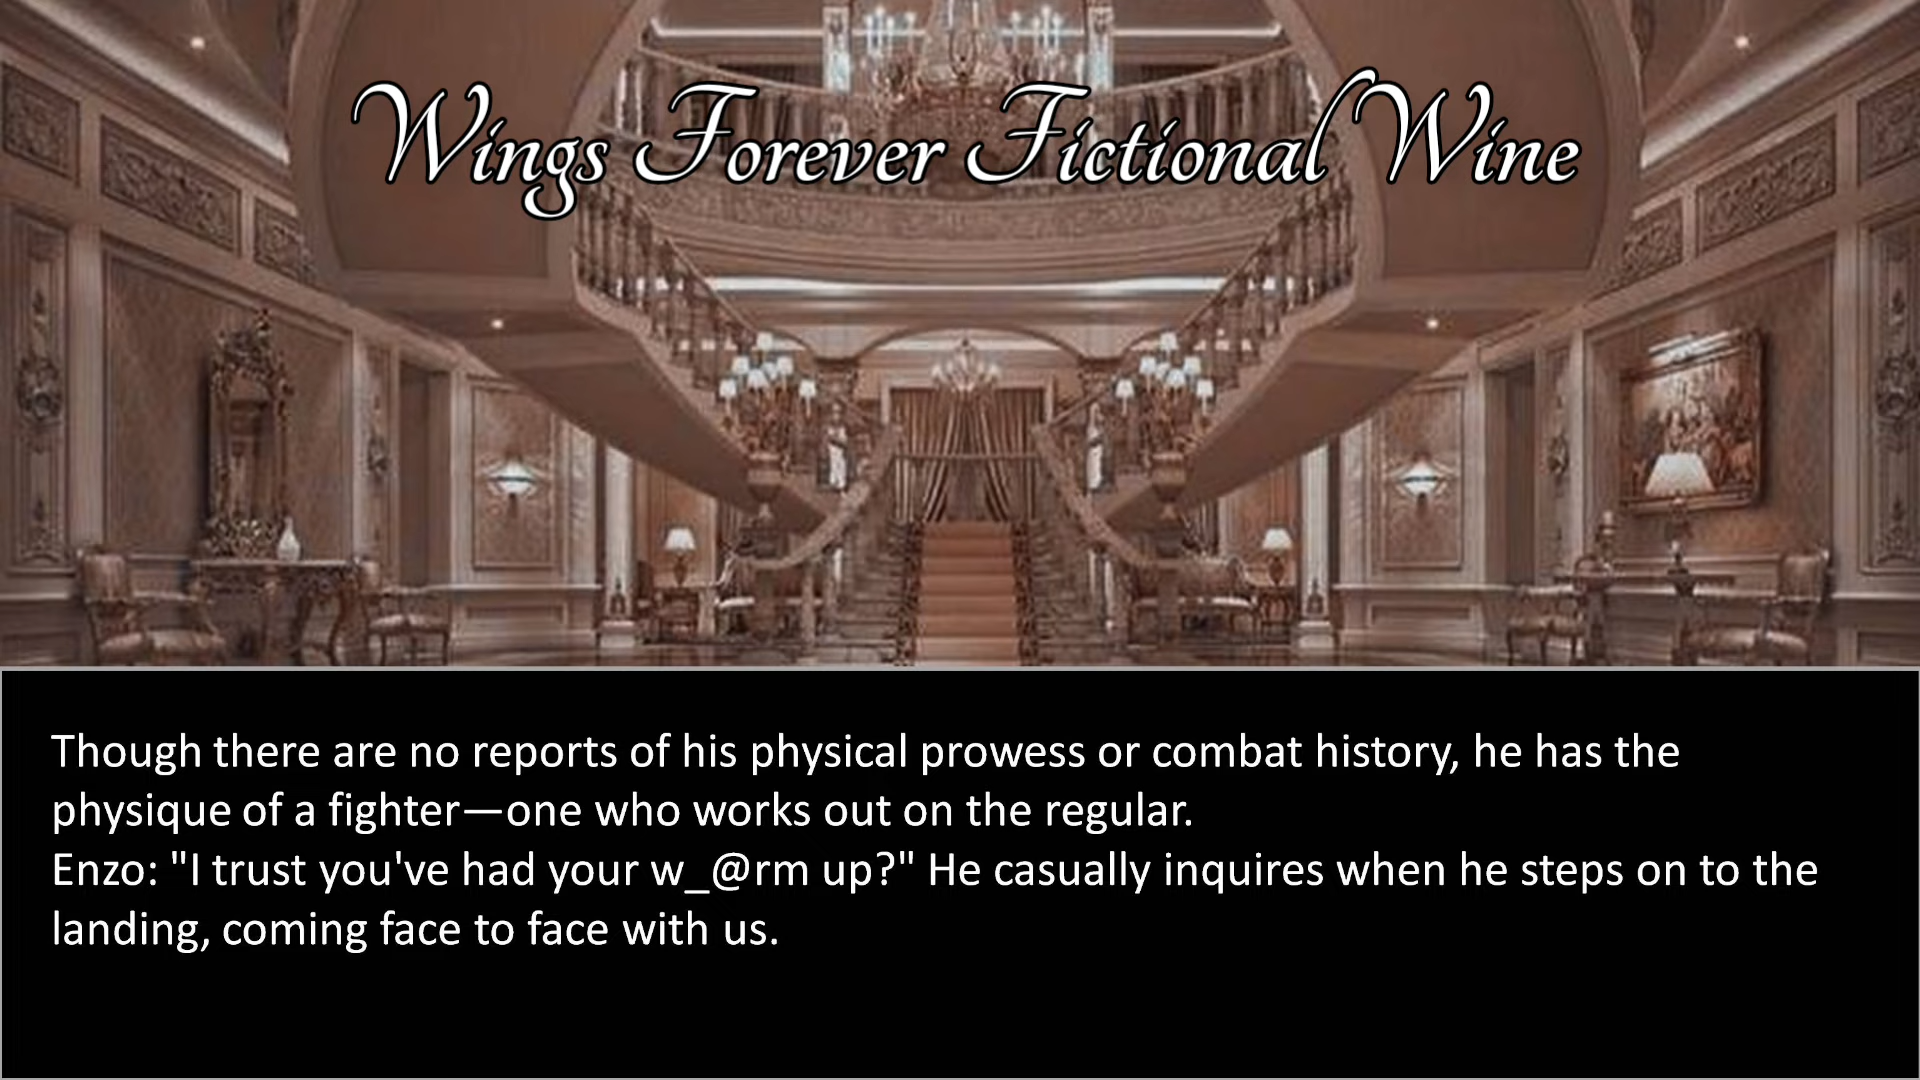 Wings Forever Fictional Wine
Though there are no reports of his physical prowess or combat history, he has the
physique of a fighter—one who works out on the regular.
Enzo: "I trust you've had your w_@rm up?" He casually inquires when he steps on to the
landing, coming face to face with us.